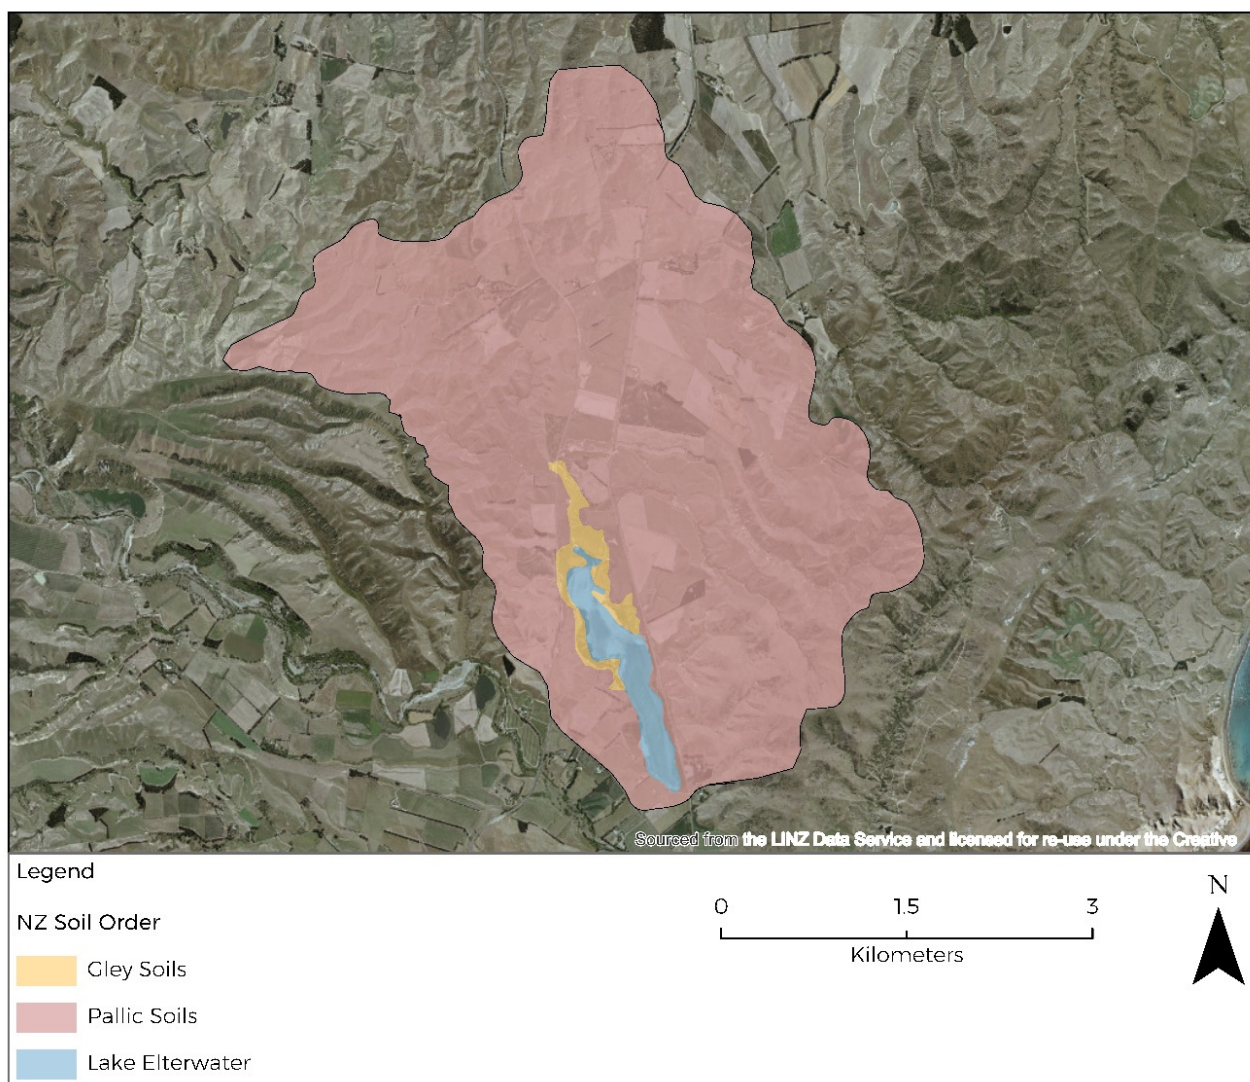 Sourced from the LINZ Data Service and licensed for re-use under the Creative
Legend
NZ Soil Order
Gley Soils
Pallic Soils
Lake Elterwater
0 1.5 3
Kilometers
N